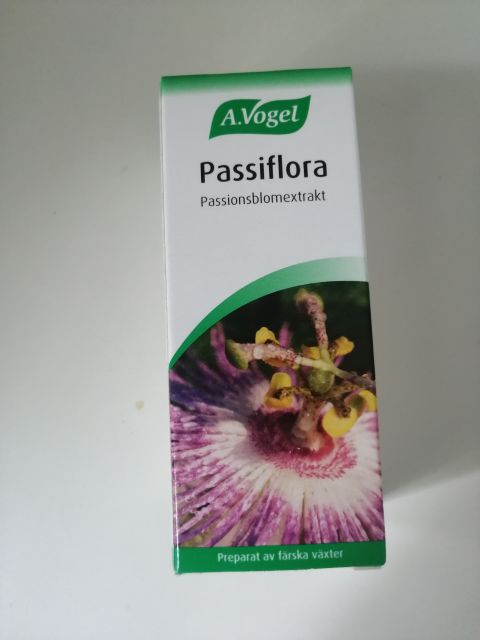 A.Vogel
Passiflora
Passionsblomextrakt
Preparat av färska växter